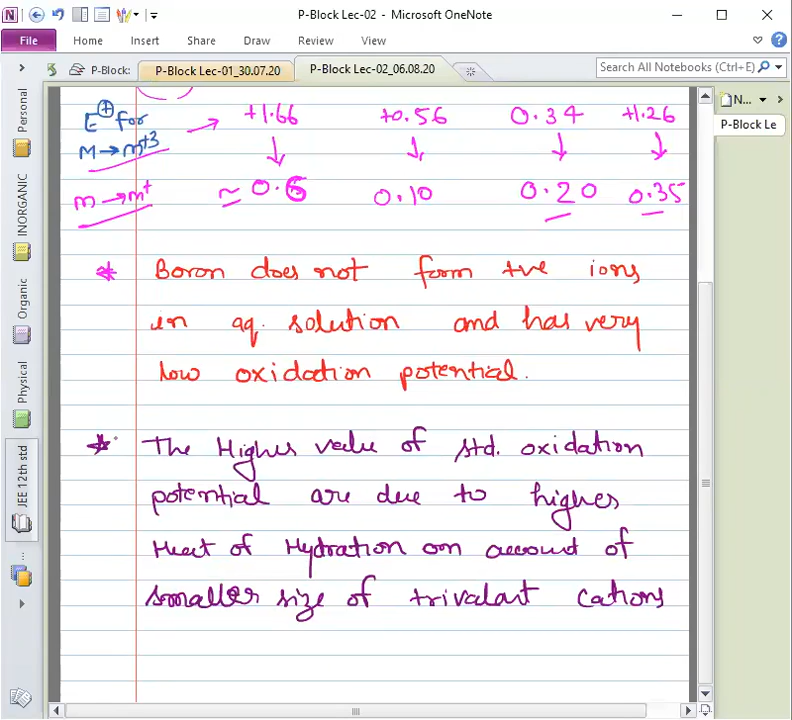 P-Block Lec-02 - Microsoft OneNote
File Home Insert Share Draw Review View
P-Block: P-Block Lec-01_30.07.20 P-Block Lec-02_06.08.20 Search All Notebooks (Ctrl+E)
N...
P-Block Le
Personal
INORGANIC
Organic
Physical
JEE 12th std
E⊕ for → +1.66 +0.56 0.34 +1.26
M → m+3 ↓ ↓ ↓ ↓
m → m+ ≈ 0.6 0.10 0.20 0.35
* Boron does not form +ve ions
in aq. solution and has very
low oxidation potential.
* The Higher value of std. oxidation
potential are due to higher
Heat of Hydration on account of
smaller size of trivalant cations